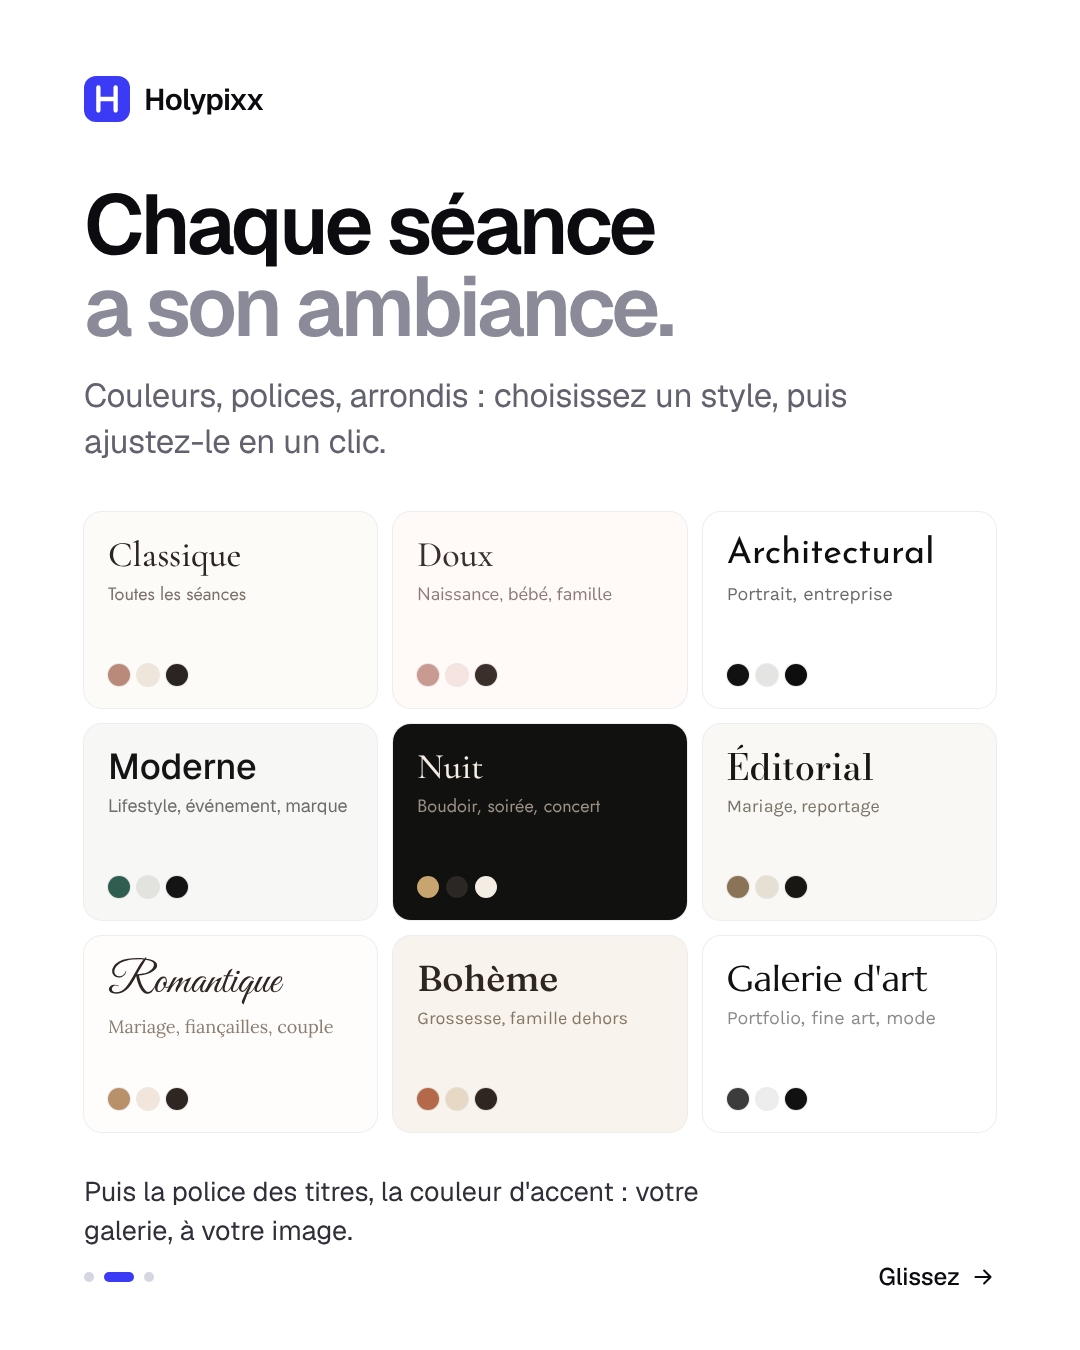 H Holypixx
Chaque séance
a son ambiance.
Couleurs, polices, arrondis : choisissez un style, puis
ajustez-le en un clic.
Classique
Toutes les séances
Doux
Naissance, bébé, famille
Architectural
Portrait, entreprise
Moderne
Lifestyle, événement, marque
Nuit
Boudoir, soirée, concert
Éditorial
Mariage, reportage
Romantique
Mariage, fiançailles, couple
Bohème
Grossesse, famille dehors
Galerie d'art
Portfolio, fine art, mode
Puis la police des titres, la couleur d'accent : votre
galerie, à votre image.
Glissez →